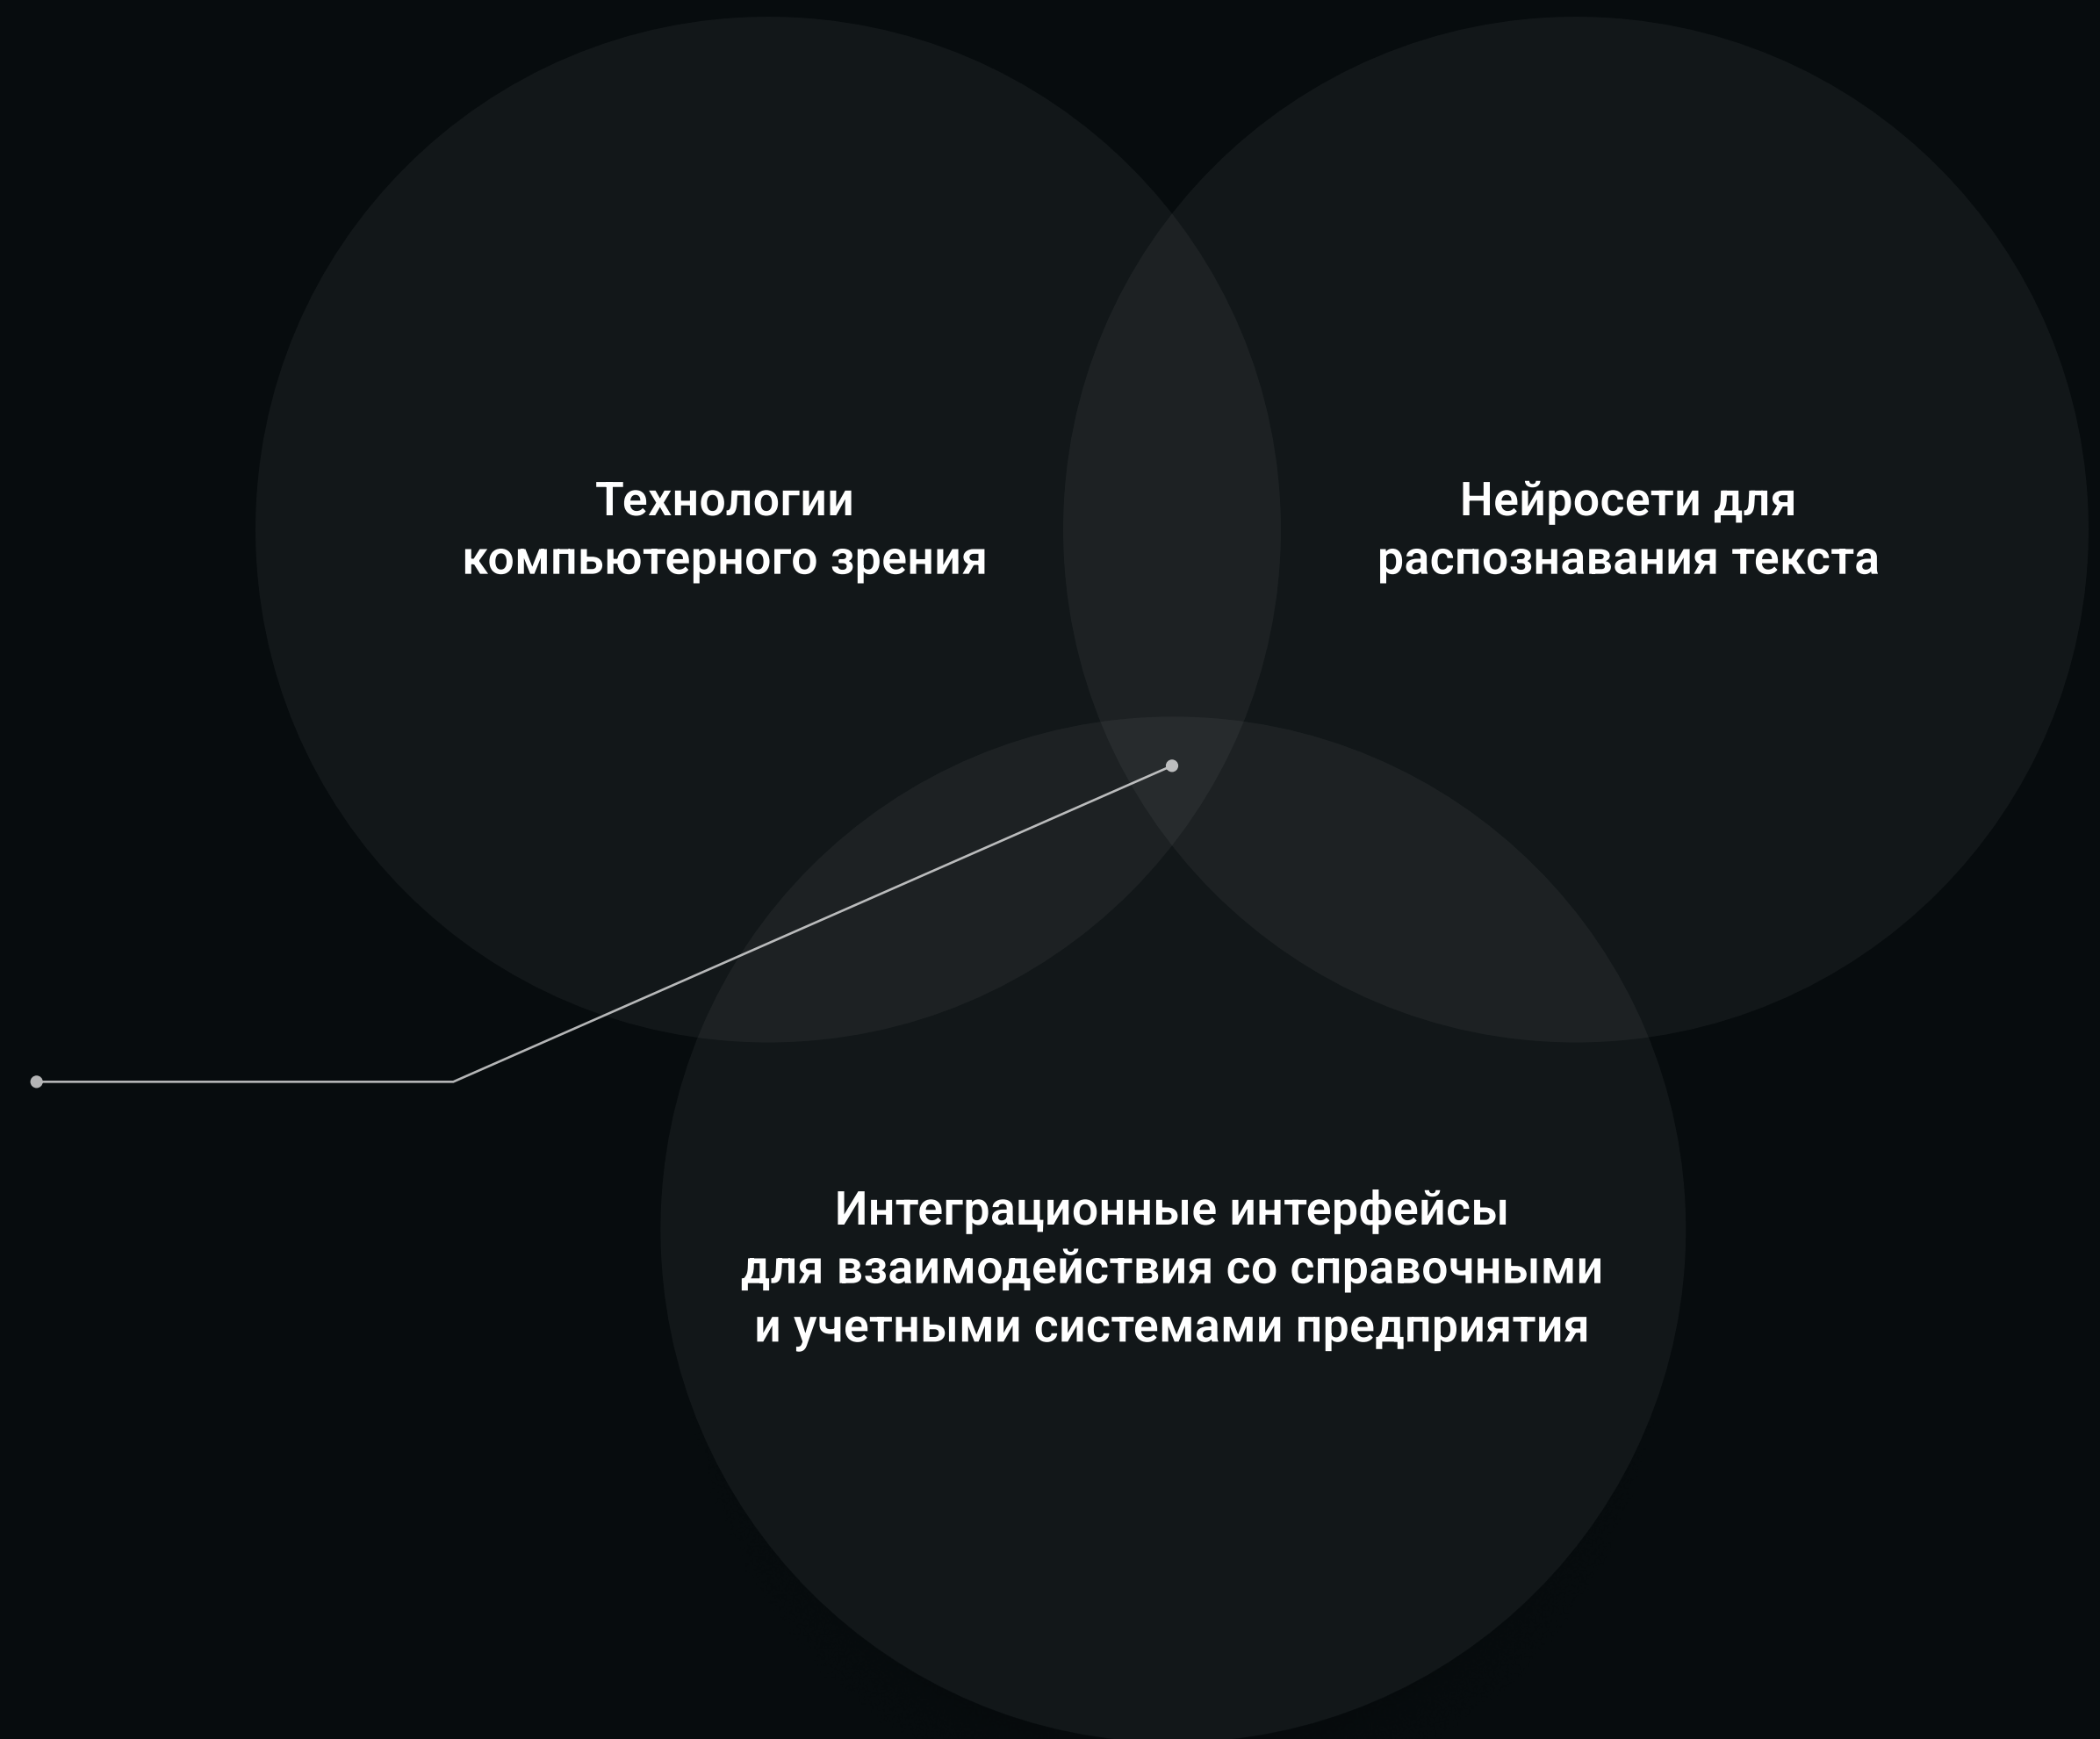 Технологии
компьютерного зрения
Нейросети для
распознавания текста
Интеграционные интерфейсы
для взаимодействия со справочными
и учетными системами предприятия